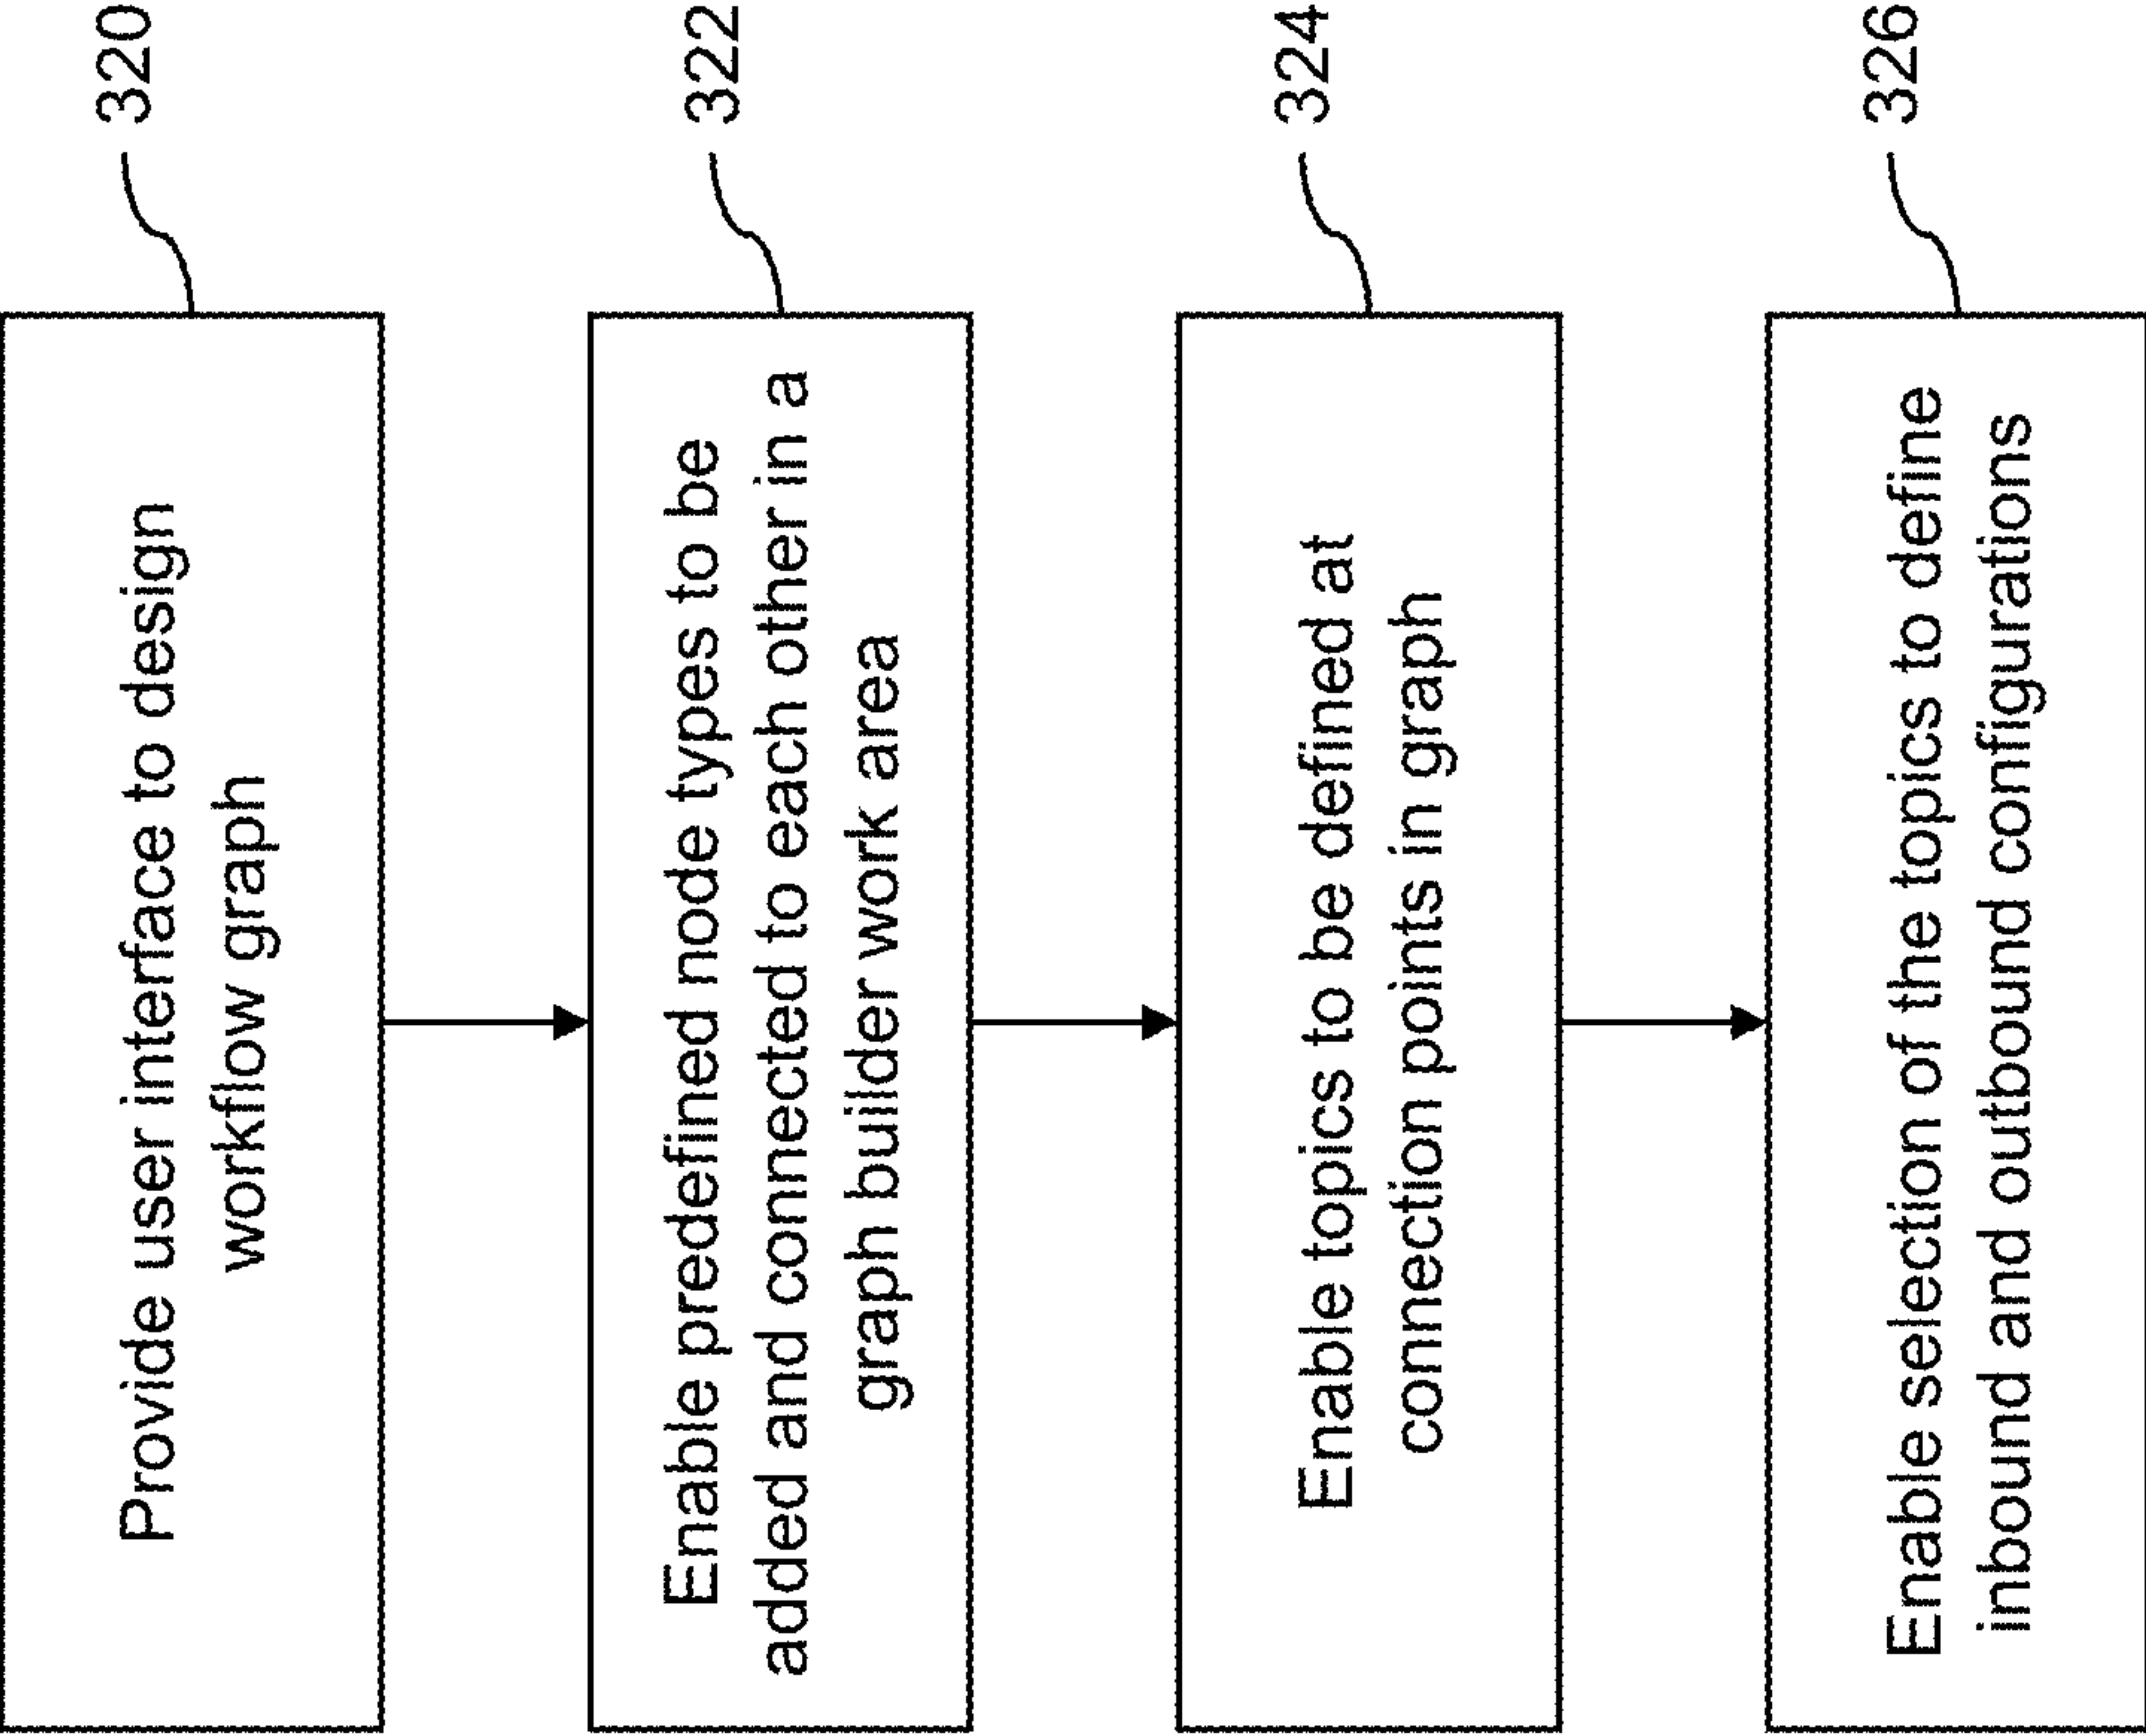 Provide user interface to design
workflow graph
320
Enable predefined node types to be
added and connected to each other in a
graph builder work area
322
Enable topics to be defined at
connection points in graph
324
Enable selection of the topics to define
inbound and outbound configurations
326